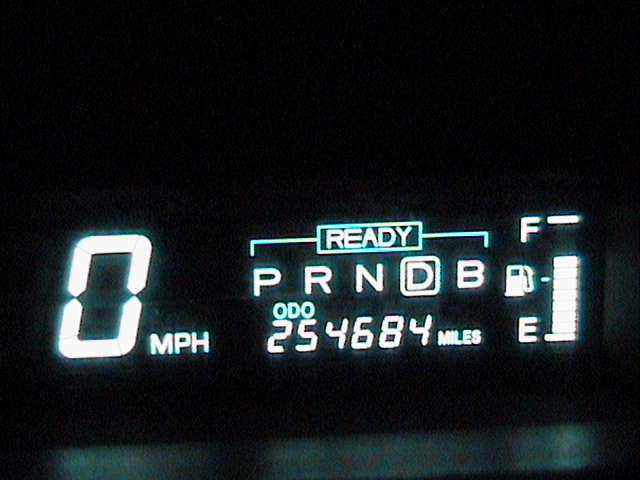 READY
F
P R N D B
ODO
0 MPH
254684 MILES
E